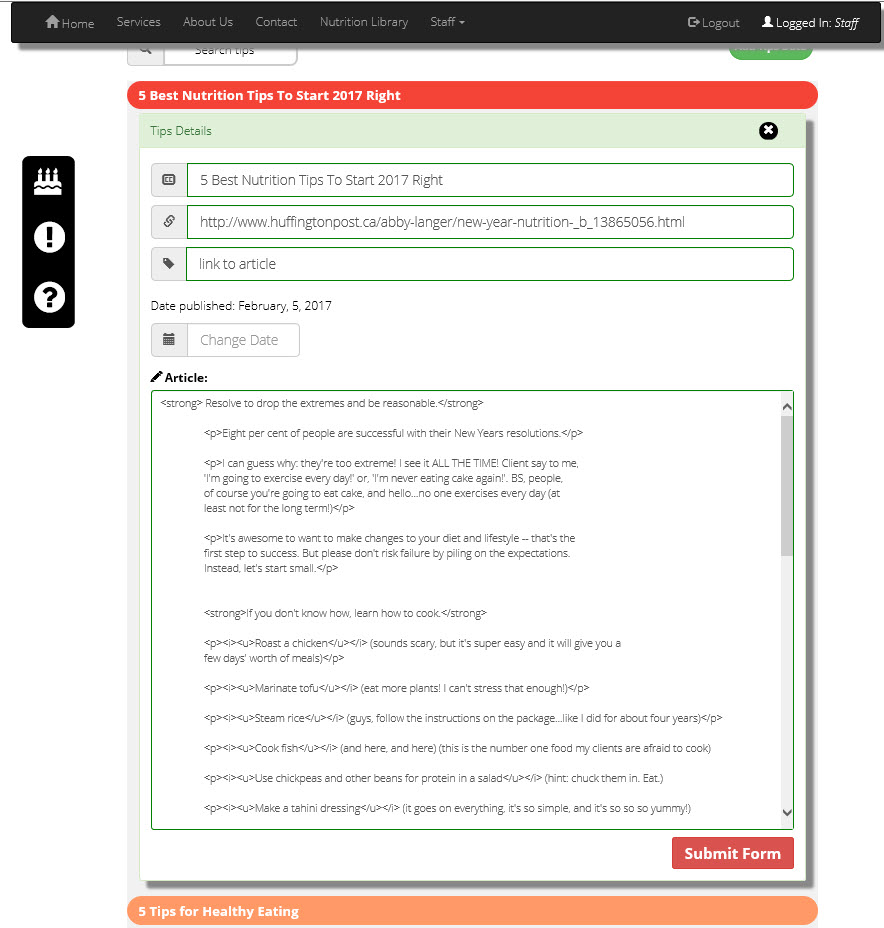 Home Services About Us Contact Nutrition Library Staff Logout Logged In: Staff
Search tips
5 Best Nutrition Tips To Start 2017 Right
Tips Details
5 Best Nutrition Tips To Start 2017 Right
http://www.huffingtonpost.ca/abby-langer/new-year-nutrition-_b_13865056.html
link to article
Date published: February, 5, 2017
Change Date
Article:
<strong> Resolve to drop the extremes and be reasonable.</strong>
<p>Eight per cent of people are successful with their New Years resolutions.</p>
<p>I can guess why: they're too extreme! I see it ALL THE TIME! Client say to me,
'I'm going to exercise every day!' or, 'I'm never eating cake again!'. BS, people,
of course you're going to eat cake, and hello...no one exercises every day (at
least not for the long term!)</p>
<p>It's awesome to want to make changes to your diet and lifestyle -- that's the
first step to success. But please don't risk failure by piling on the expectations.
Instead, let's start small.</p>
<strong>If you don't know how, learn how to cook.</strong>
<p><i><u>Roast a chicken</u></i> (sounds scary, but it's super easy and it will give you a
few days' worth of meals)</p>
<p><i><u>Marinate tofu</u></i> (eat more plants! I can't stress that enough!)</p>
<p><i><u>Steam rice</u></i> (guys, follow the instructions on the package...like I did for about four years)</p>
<p><i><u>Cook fish</u></i> (and here, and here) (this is the number one food my clients are afraid to cook)
<p><i><u>Use chickpeas and other beans for protein in a salad</u></i> (hint: chuck them in. Eat.)
<p><i><u>Make a tahini dressing</u></i> (it goes on everything, it's so simple, and it's so so so yummy!)
Submit Form
5 Tips for Healthy Eating